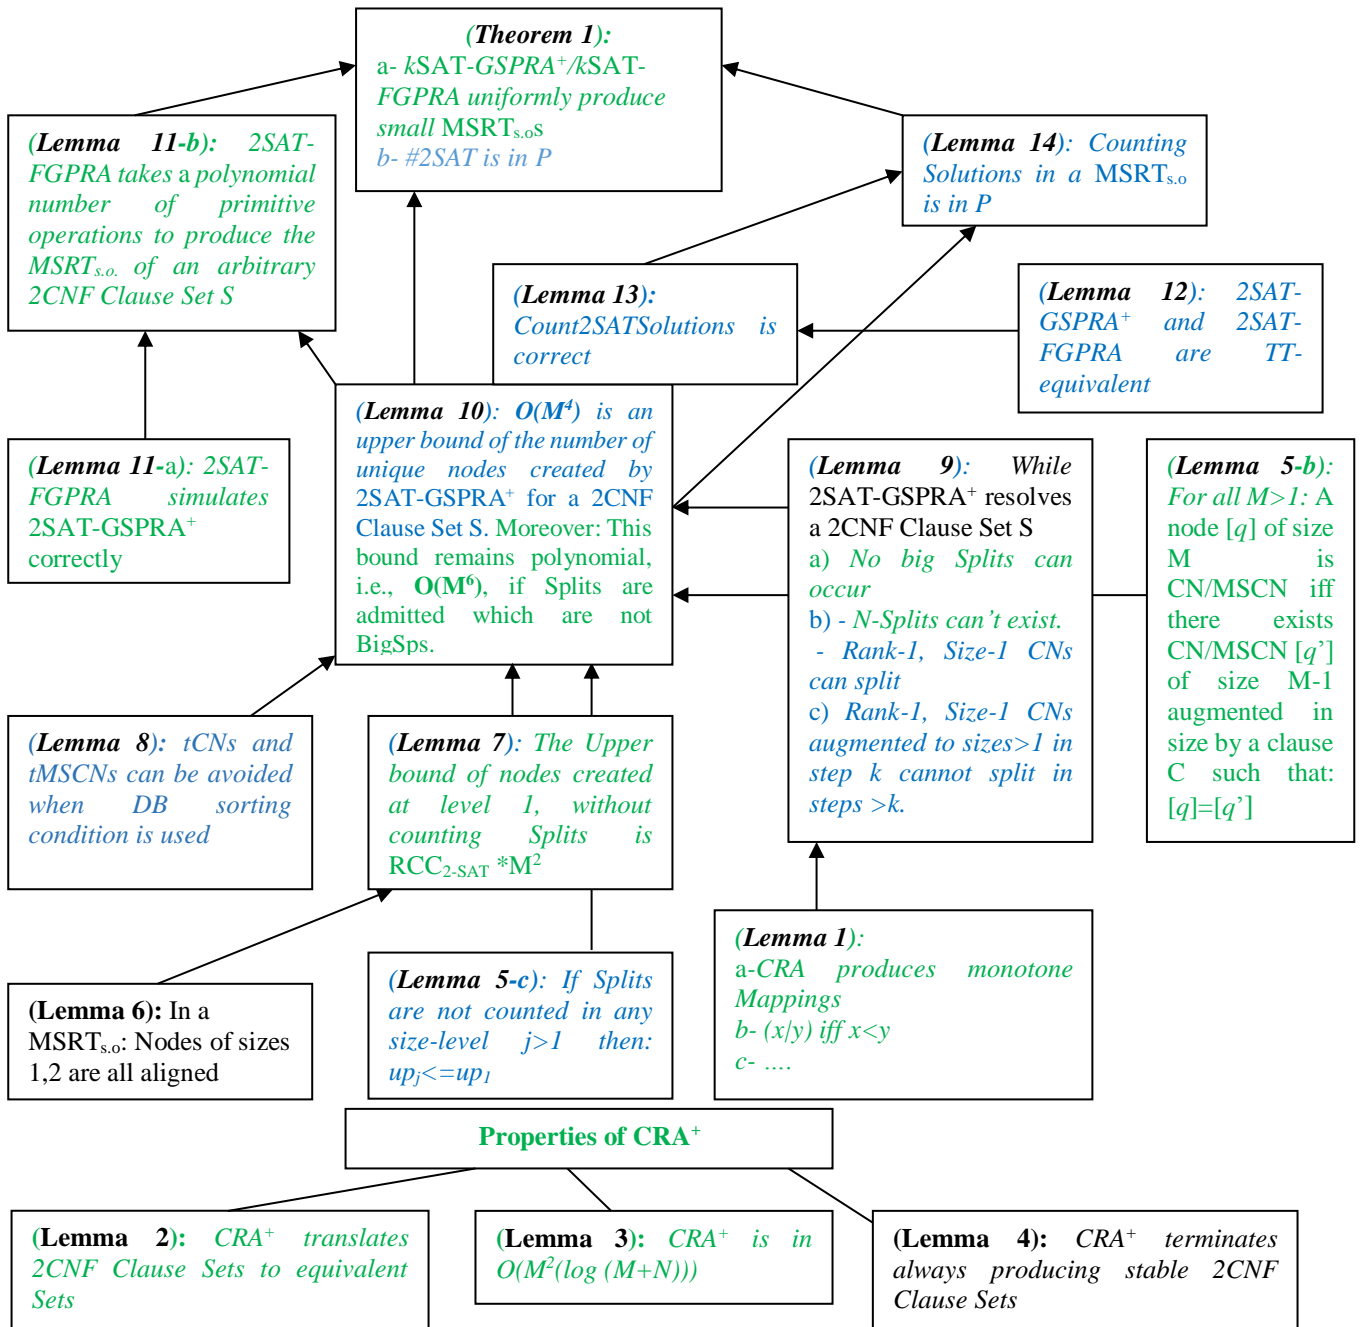 (Theorem 1):
a- kSAT-GSPRA+/kSAT-
FGPRA uniformly produce
small MSRTs.os
b- #2SAT is in P
(Lemma 11-b): 2SAT-
FGPRA takes a polynomial
number of primitive
operations to produce the
MSRTs.o. of an arbitrary
2CNF Clause Set S
(Lemma 14): Counting
Solutions in a MSRTs.o
is in P
(Lemma 13):
Count2SATSolutions is
correct
(Lemma 12): 2SAT-
GSPRA+ and 2SAT-
FGPRA are TT-
equivalent
(Lemma 11-a): 2SAT-
FGPRA simulates
2SAT-GSPRA+
correctly
(Lemma 10): O(M4) is an
upper bound of the number of
unique nodes created by
2SAT-GSPRA+ for a 2CNF
Clause Set S. Moreover: This
bound remains polynomial,
i.e., O(M6), if Splits are
admitted which are not
BigSps.
(Lemma 9): While
2SAT-GSPRA+ resolves
a 2CNF Clause Set S
a) No big Splits can
occur
b) - N-Splits can't exist.
- Rank-1, Size-1 CNs
can split
c) Rank-1, Size-1 CNs
augmented to sizes>1 in
step k cannot split in
steps >k.
(Lemma 5-b):
For all M>1: A
node [q] of size
M is
CN/MSCN iff
there exists
CN/MSCN [q']
of size M-1
augmented in
size by a clause
C such that:
[q]=[q']
(Lemma 8): tCNs and
tMSCNs can be avoided
when DB sorting
condition is used
(Lemma 7): The Upper
bound of nodes created
at level 1, without
counting Splits is
RCC2-SAT *M2
(Lemma 6): In a
MSRTs.o: Nodes of sizes
1,2 are all aligned
(Lemma 5-c): If Splits
are not counted in any
size-level j>1 then:
upj<=up1
(Lemma 1):
a-CRA produces monotone
Mappings
b- (x/y) iff x<y
c- ….
Properties of CRA+
(Lemma 2): CRA+ translates
2CNF Clause Sets to equivalent
Sets
(Lemma 3): CRA+ is in
O(M2(log (M+N)))
(Lemma 4): CRA+ terminates
always producing stable 2CNF
Clause Sets